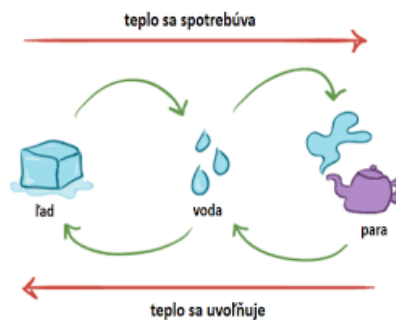 teplo sa spotrebúva
ľad
voda
para
teplo sa uvoľňuje